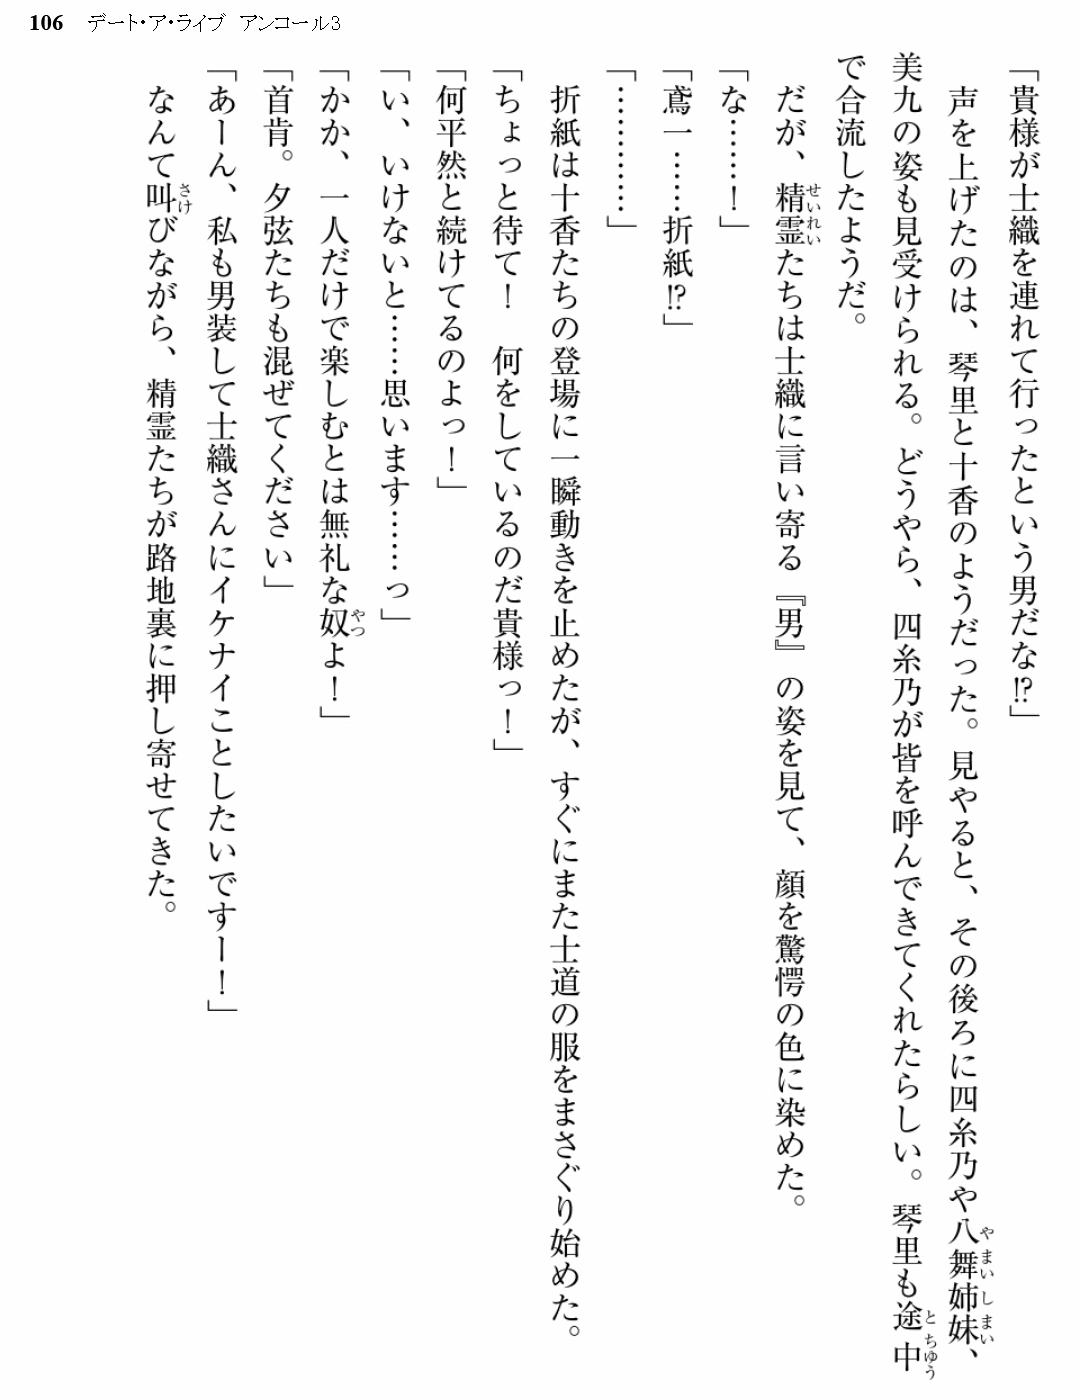 106 デート・ア・ライブ アンコール3
「貴様が士織を連れて行ったという男だな!?」
声を上げたのは、琴里と十香のようだった。見やると、その後ろに四糸乃や八舞姉妹、
美九の姿も見受けられる。どうやら、四糸乃が皆を呼んできてくれたらしい。琴里も途中
で合流したようだ。
だが、精霊たちは士織に言い寄る『男』の姿を見て、顔を驚愕の色に染めた。
「な……！」
「鳶一……折紙!?」
「…………」
折紙は十香たちの登場に一瞬動きを止めたが、すぐにまた士道の服をまさぐり始めた。
「ちょっと待て！　何をしているのだ貴様っ！」
「何平然と続けてるのよっ！」
「い、いけないと……思います……っ」
「かか、一人だけで楽しむとは無礼な奴よ！」
「首肯。夕弦たちも混ぜてください」
「あーん、私も男装して士織さんにイケナイことしたいですー！」
なんて叫びながら、精霊たちが路地裏に押し寄せてきた。